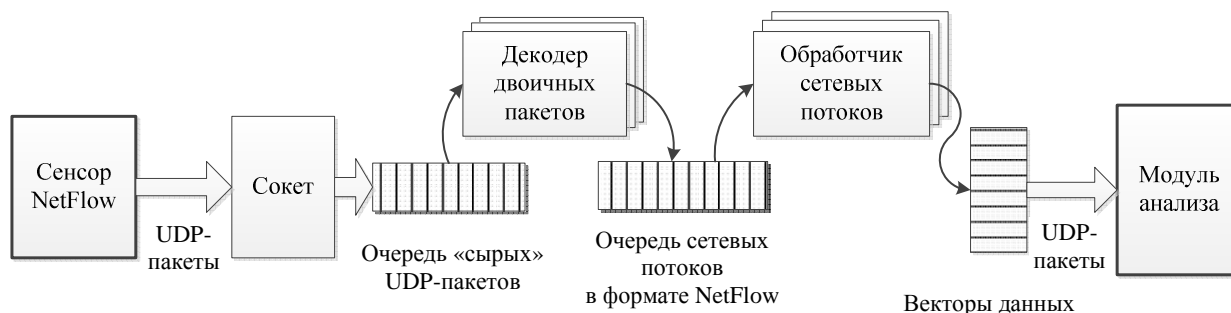 Сенсор
NetFlow
UDP-
пакеты
Сокет
Очередь «сырых»
UDP-пакетов
Декодер
двоичных
пакетов
Очередь сетевых
потоков
в формате NetFlow
Обработчик
сетевых
потоков
Векторы данных
UDP-
пакеты
Модуль
анализа